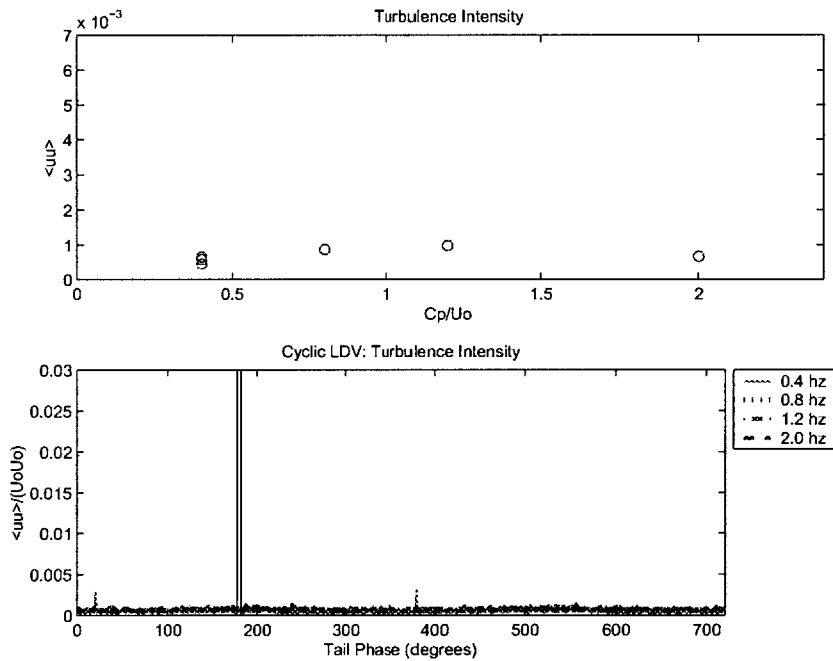 Turbulence Intensity
x 10⁻³
7
6
5
4
3
2
1
0
<uu>
0 0.5 1 1.5 2
Cp/Uo
Cyclic LDV: Turbulence Intensity
0.03
0.025
0.02
0.015
0.01
0.005
0
<uu>/(UoUo)
0 100 200 300 400 500 600 700
Tail Phase (degrees)
0.4 hz
0.8 hz
1.2 hz
2.0 hz